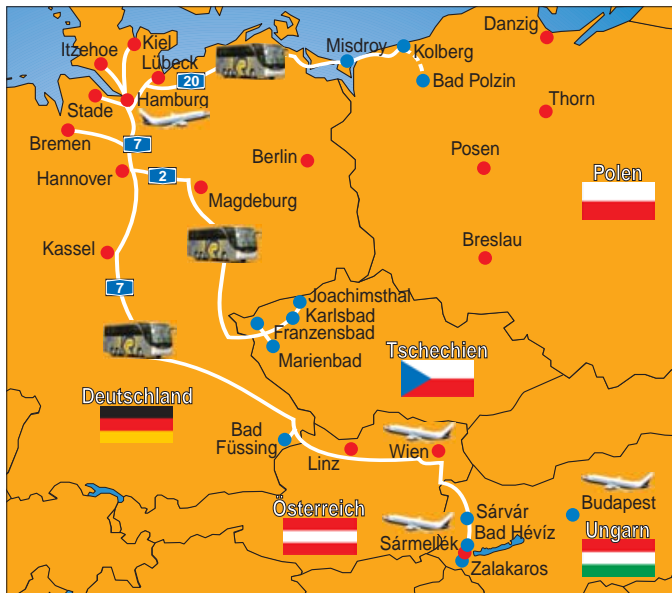 Danzig
Kiel
Itzehoe
Lübeck
Misdroy
Kolberg
20
Bad Polzin
Stade
Hamburg
Thorn
7
Bremen
Berlin
Posen
Hannover
2
Polen
Magdeburg
Kassel
Breslau
7
Joachimsthal
Karlsbad
Franzensbad
Marienbad
Tschechien
Deutschland
Bad
Füssing
Linz
Wien
Budapest
Sárvár
Österreich
Bad Hévíz
Ungarn
Sármellék
Zalakaros